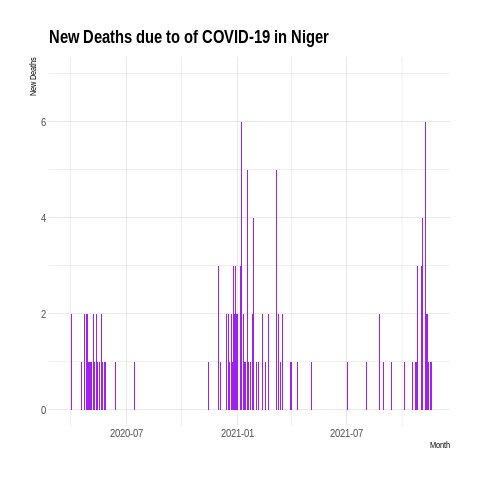 New Deaths due to of COVID-19 in Niger
New Deaths
6
4
2
0
2020-07 2021-01 2021-07
Month